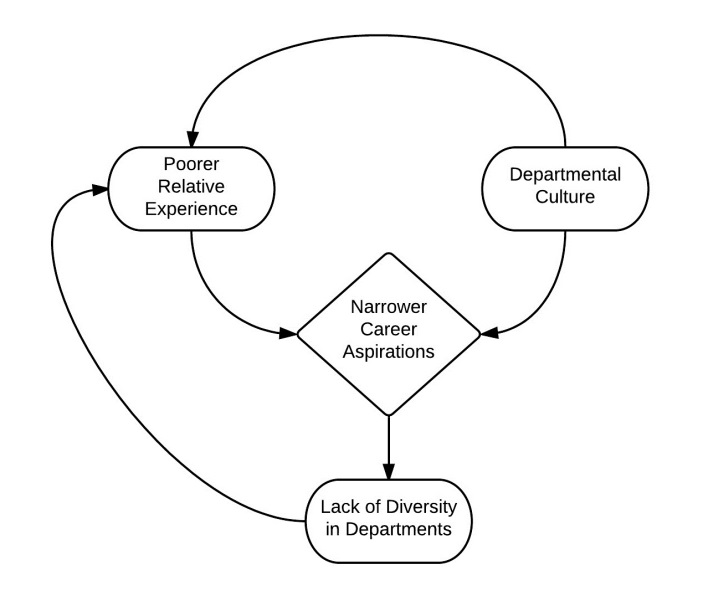 Poorer
Relative
Experience
Departmental
Culture
Narrower
Career
Aspirations
Lack of Diversity
in Departments